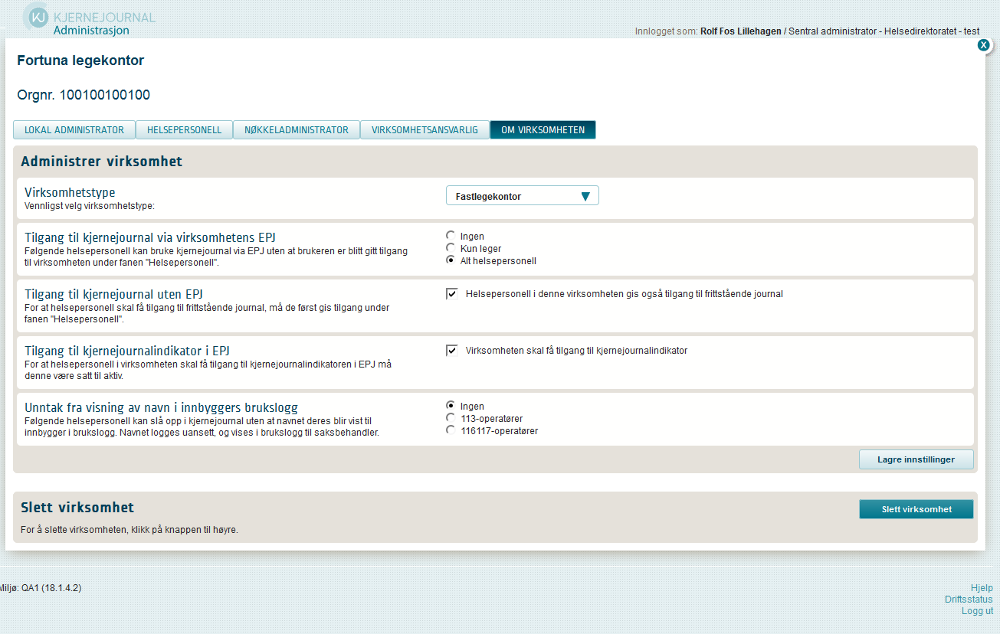 KJ KJERNEJOURNAL
Administrasjon
Innlogget som: Rolf Fos Lillehagen / Sentral administrator - Helsedirektoratet - test
X
Fortuna legekontor
Orgnr. 100100100100
LOKAL ADMINISTRATOR HELSEPERSONELL NØKKELADMINISTRATOR VIRKSOMHETSANSVARLIG OM VIRKSOMHETEN
Administrer virksomhet
Virksomhetstype
Vennligst velg virksomhetstype:
Fastlegekontor
Tilgang til kjernejournal via virksomhetens EPJ
Følgende helsepersonell kan bruke kjernejournal via EPJ uten at brukeren er blitt gitt tilgang
til virksomheten under fanen "Helsepersonell".
Ingen
Kun leger
Alt helsepersonell
Tilgang til kjernejournal uten EPJ
For at helsepersonell skal få tilgang til frittstående journal, må de først gis tilgang under
fanen "Helsepersonell".
Helsepersonell i denne virksomheten gis også tilgang til frittstående journal
Tilgang til kjernejournalindikator i EPJ
For at helsepersonell i virksomheten skal få tilgang til kjernejournalindikatoren i EPJ må
denne være satt til aktiv.
Virksomheten skal få tilgang til kjernejournalindikator
Unntak fra visning av navn i innbyggers brukslogg
Følgende helsepersonell kan slå opp i kjernejournal uten at navnet deres blir vist til
innbygger i brukslogg. Navnet logges uansett, og vises i brukslogg til saksbehandler.
Ingen
113-operatører
116117-operatører
Lagre innstillinger
Slett virksomhet
For å slette virksomheten, klikk på knappen til høyre.
Slett virksomhet
Miljø: QA1 (18.1.4.2)
Hjelp
Driftsstatus
Logg ut